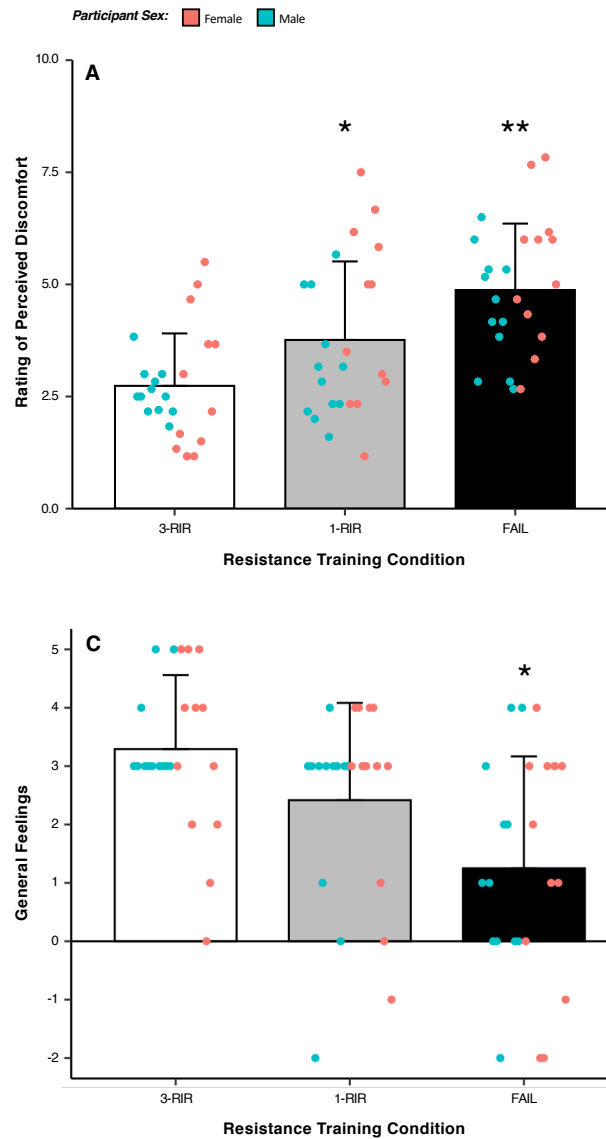 Participant Sex: Female Male
A
Rating of Perceived Discomfort
10.0
7.5
5.0
2.5
0.0
* **
3-RIR 1-RIR FAIL
Resistance Training Condition
C
General Feelings
5
4
3
2
1
0
-1
-2
*
3-RIR 1-RIR FAIL
Resistance Training Condition